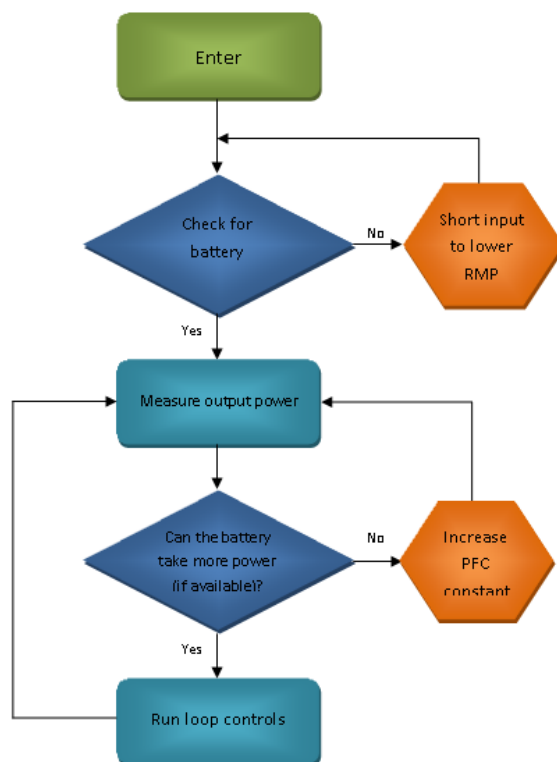 Enter
Check for
battery
No
Short input
to lower
RMP
Yes
Measure output power
Can the battery
take more power
(if available)?
No
Increase
PFC
constant
Yes
Run loop controls